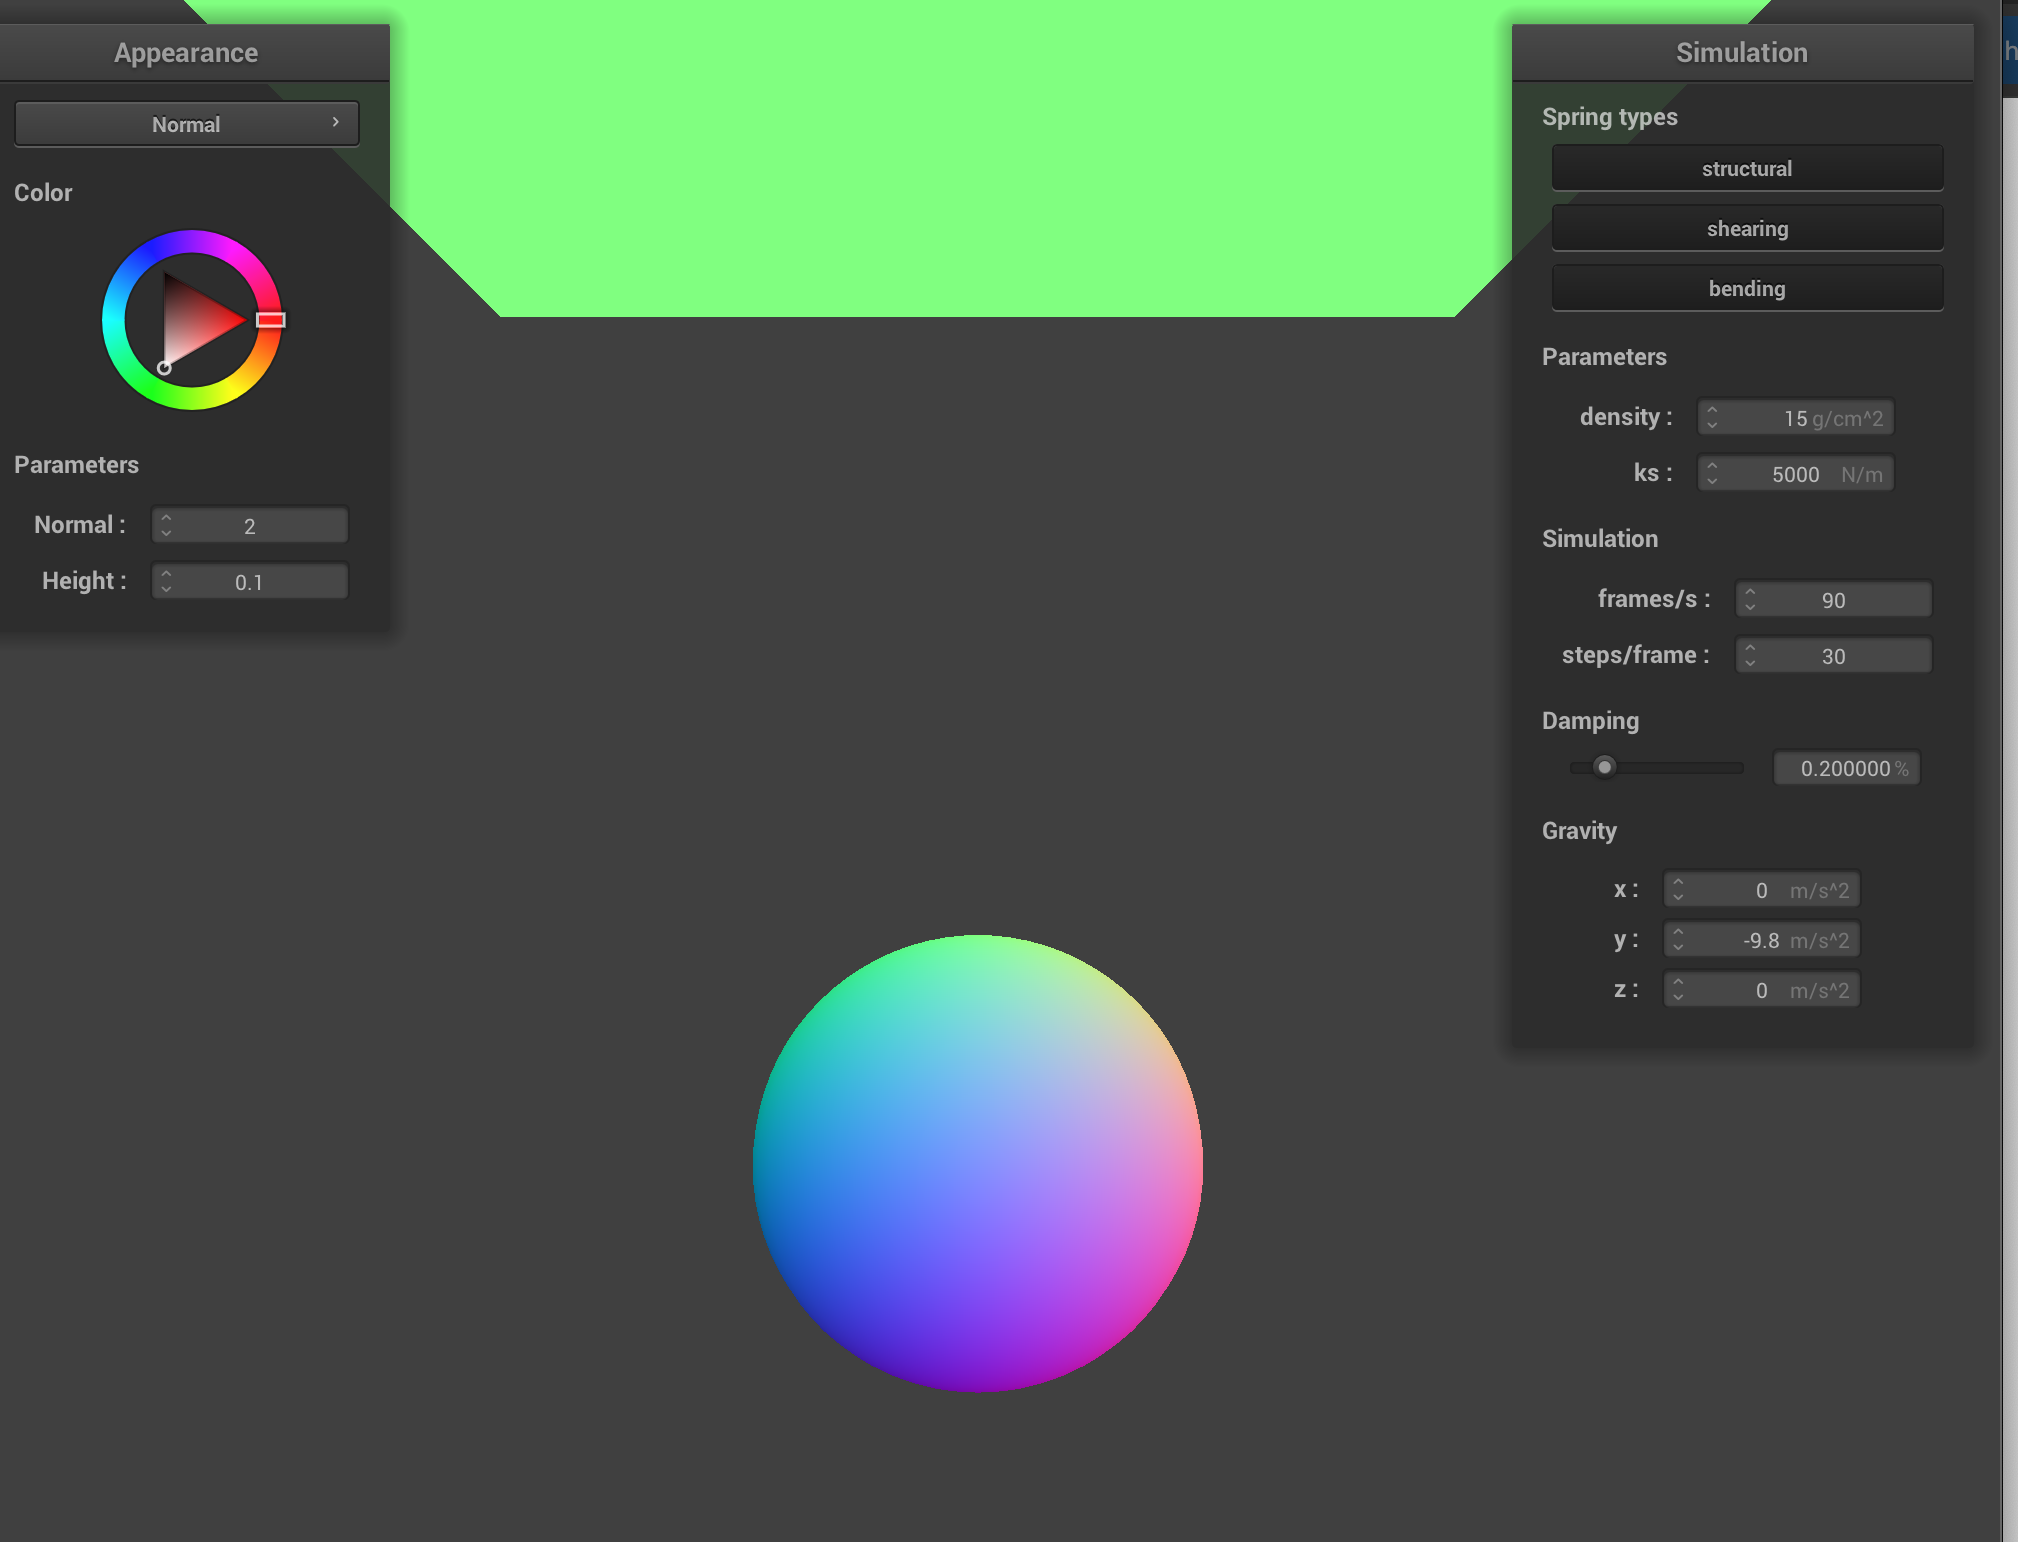 Appearance
Normal
Color
Parameters
Normal : 2
Height : 0.1
Simulation
Spring types
structural
shearing
bending
Parameters
density : 15 g/cm^2
ks : 5000 N/m
Simulation
frames/s : 90
steps/frame : 30
Damping
0.200000 %
Gravity
x : 0 m/s^2
y : -9.8 m/s^2
z : 0 m/s^2